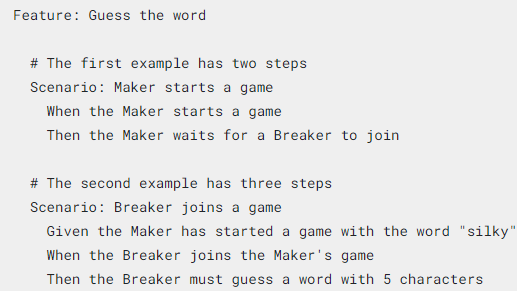 Feature: Guess the word
# The first example has two steps
Scenario: Maker starts a game
When the Maker starts a game
Then the Maker waits for a Breaker to join
# The second example has three steps
Scenario: Breaker joins a game
Given the Maker has started a game with the word "silky"
When the Breaker joins the Maker's game
Then the Breaker must guess a word with 5 characters